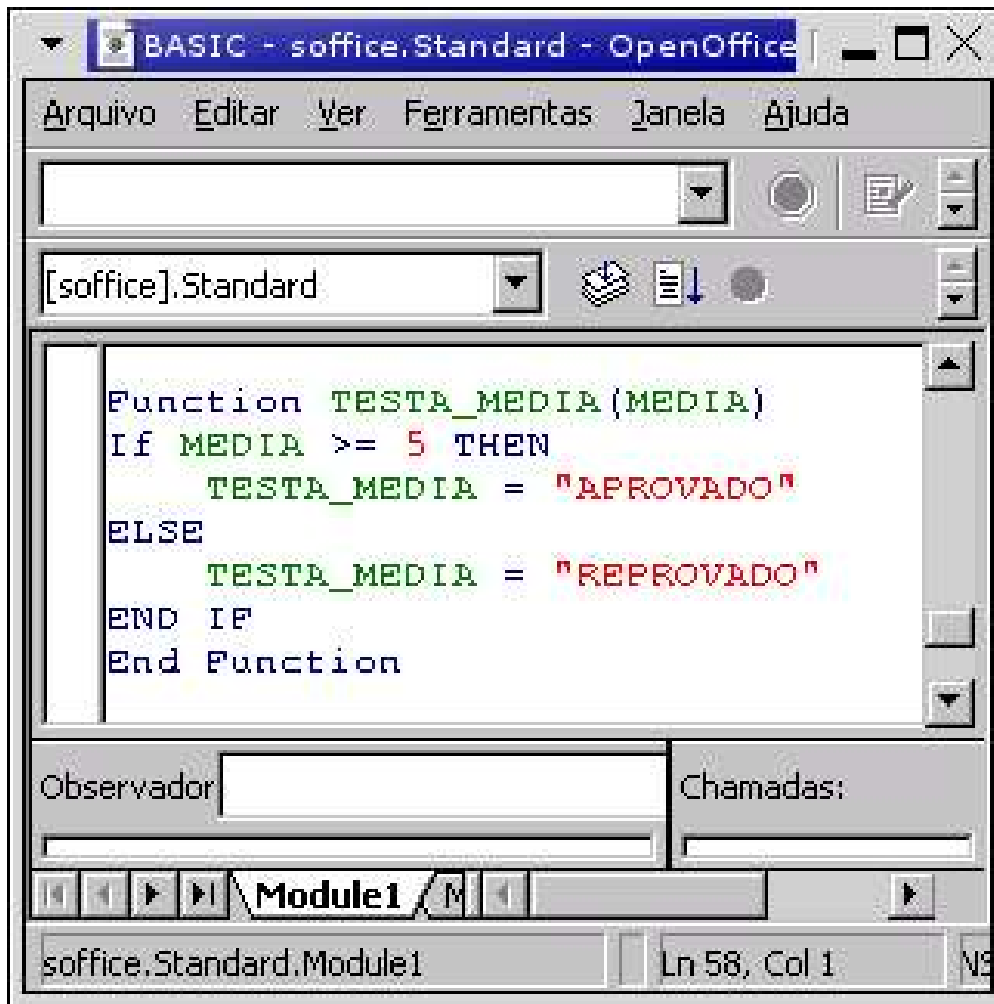 BASIC - soffice.Standard - OpenOffice
Arquivo Editar Ver Ferramentas Janela Ajuda
[soffice].Standard
Function TESTA_MEDIA(MEDIA)
If MEDIA >= 5 THEN
TESTA_MEDIA = "APROVADO"
ELSE
TESTA_MEDIA = "REPROVADO"
END IF
End Function
Observador
Chamadas:
Module1 M
soffice.Standard.Module1 Ln 58, Col 1